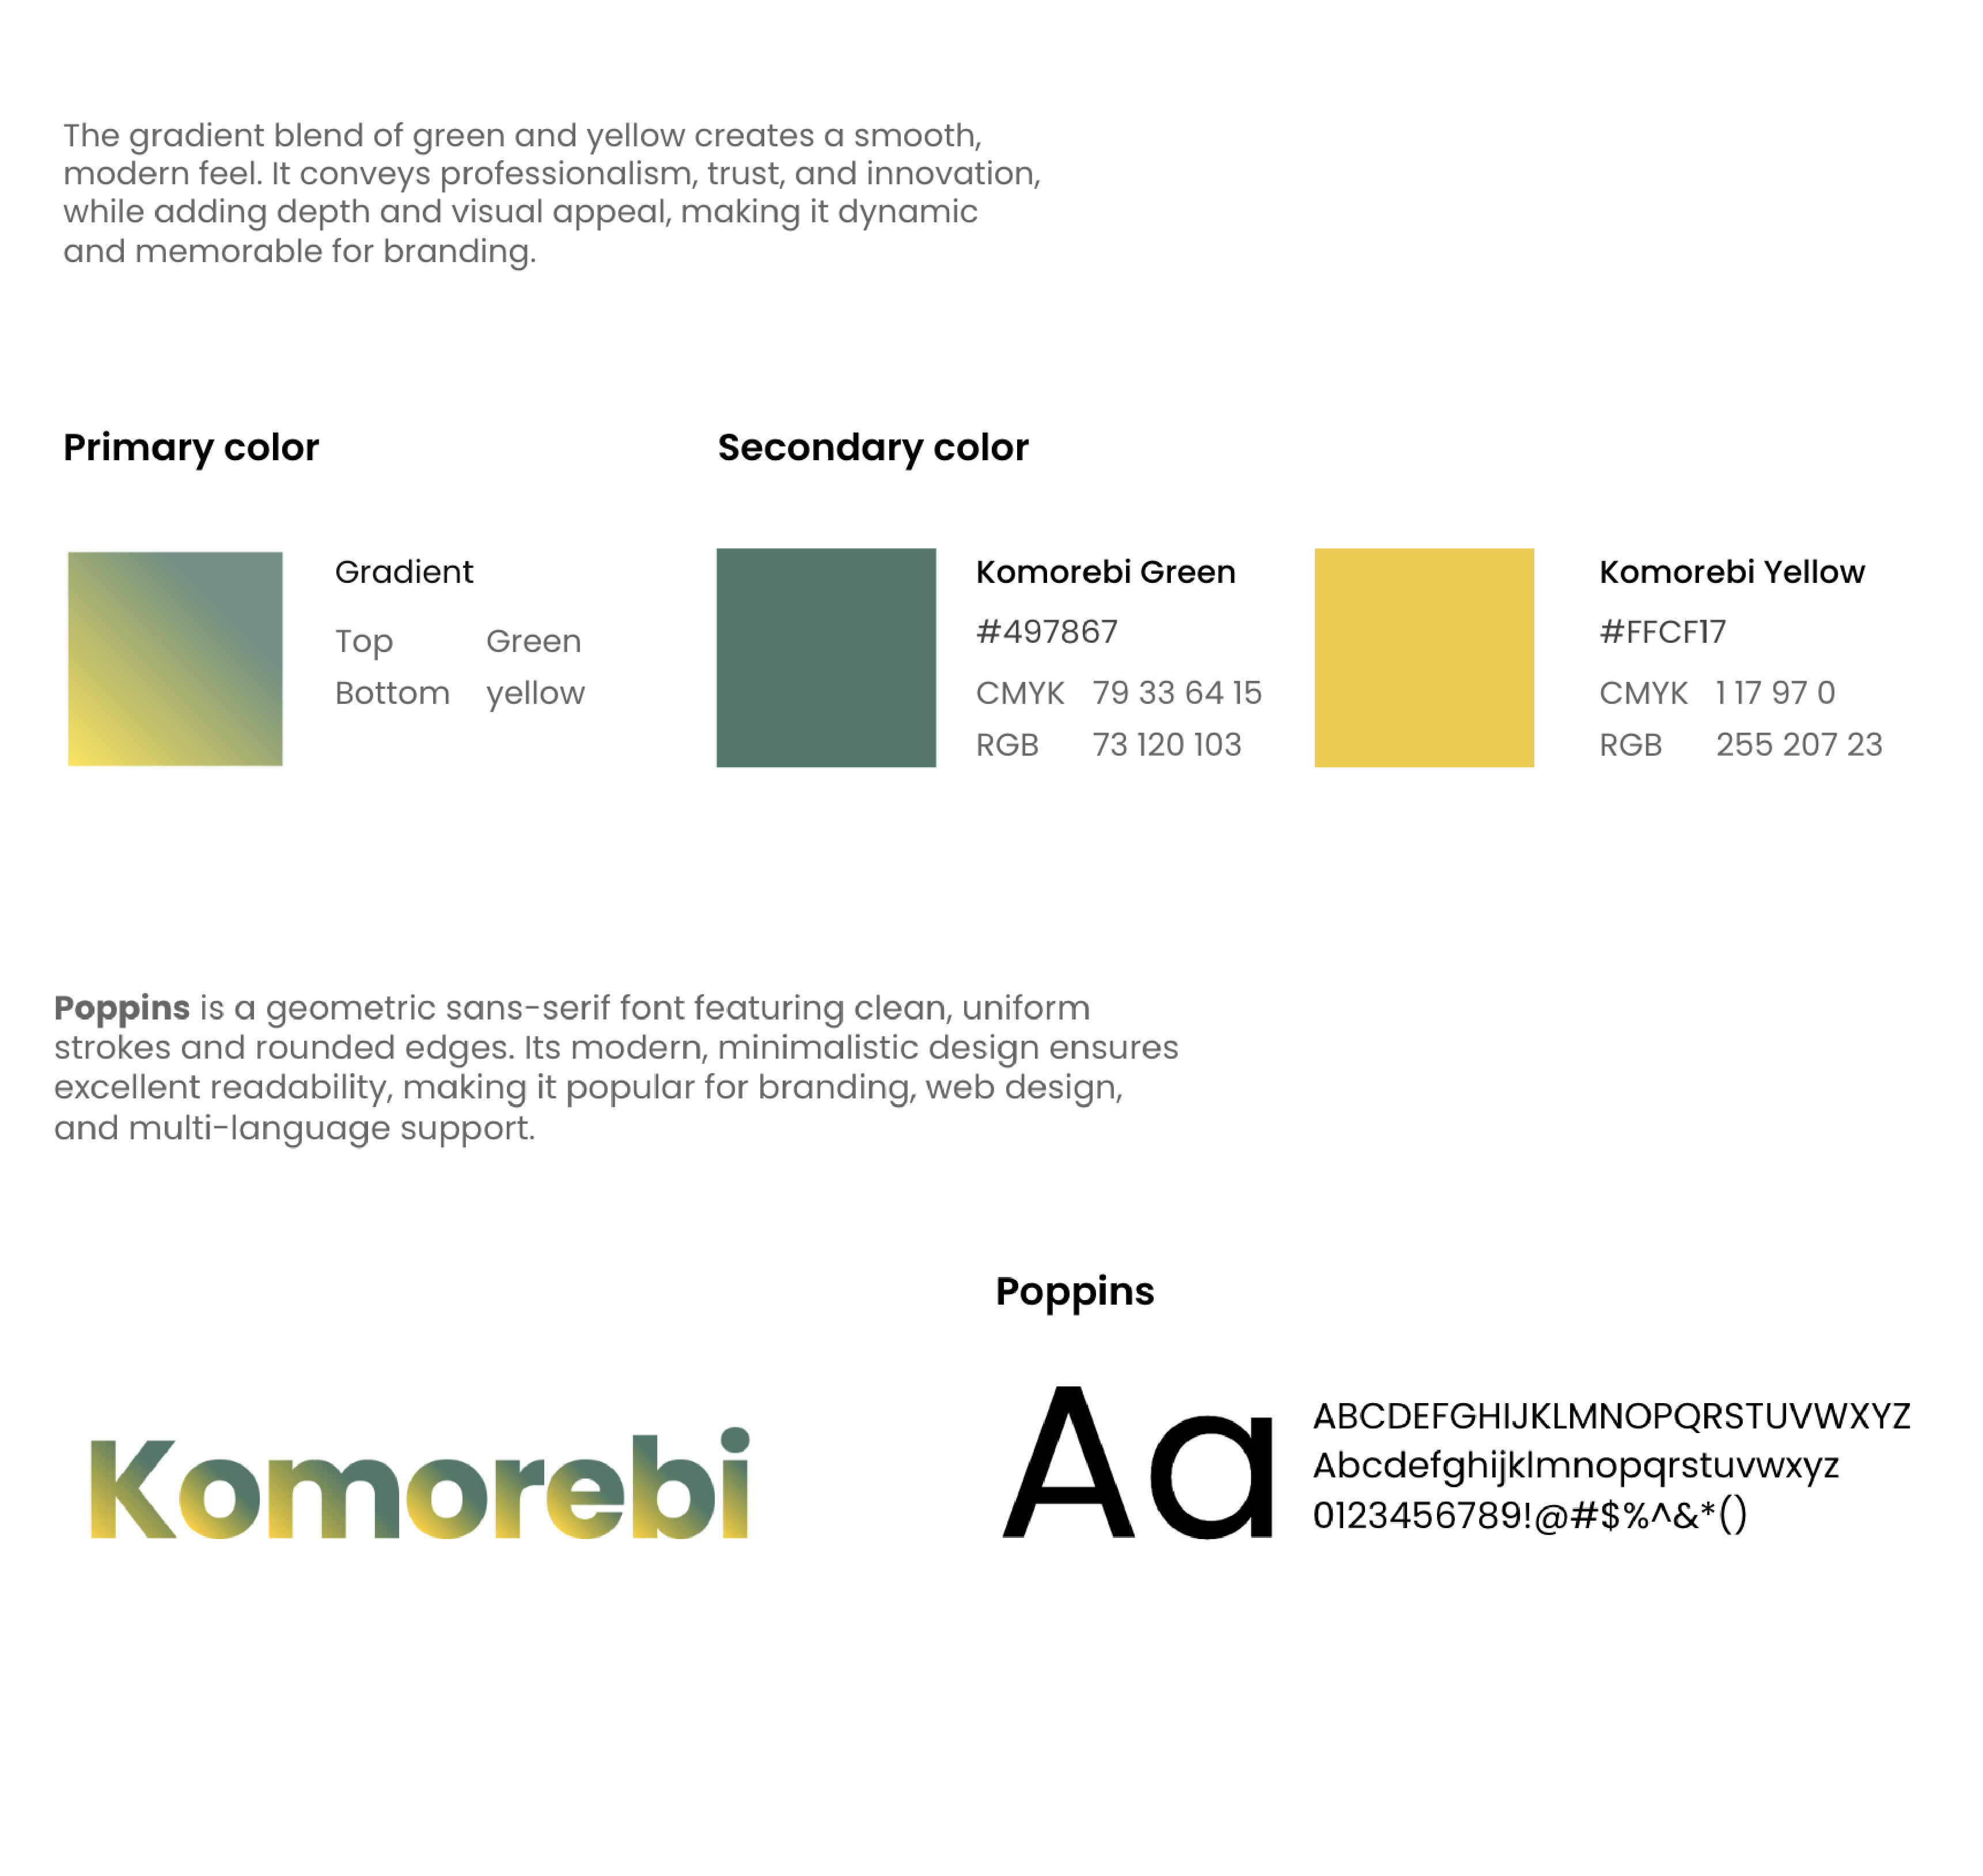 The gradient blend of green and yellow creates a smooth,
modern feel. It conveys professionalism, trust, and innovation,
while adding depth and visual appeal, making it dynamic
and memorable for branding.
Primary color
Gradient
Top Green
Bottom yellow
Secondary color
Komorebi Green
#497867
CMYK 79 33 64 15
RGB 73 120 103
Komorebi Yellow
#FFCF17
CMYK 1 17 97 0
RGB 255 207 23
Poppins is a geometric sans-serif font featuring clean, uniform
strokes and rounded edges. Its modern, minimalistic design ensures
excellent readability, making it popular for branding, web design,
and multi-language support.
Komorebi
Poppins
Aa
ABCDEFGHIJKLMNOPQRSTUVWXYZ
Abcdefghijklmnopqrstuvwxyz
0123456789!@#$%^&*()